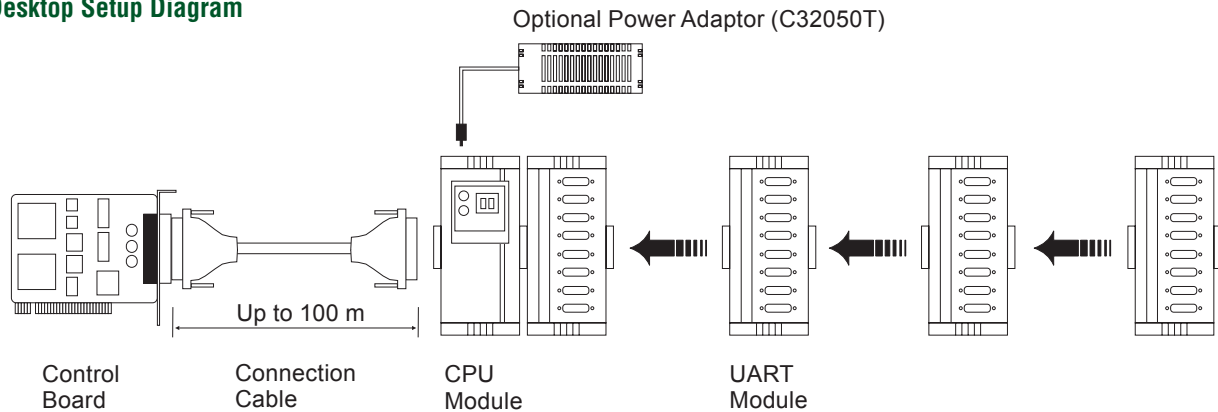 Desktop Setup Diagram
Optional Power Adaptor (C32050T)
Up to 100 m
Control
Board
Connection
Cable
CPU
Module
UART
Module